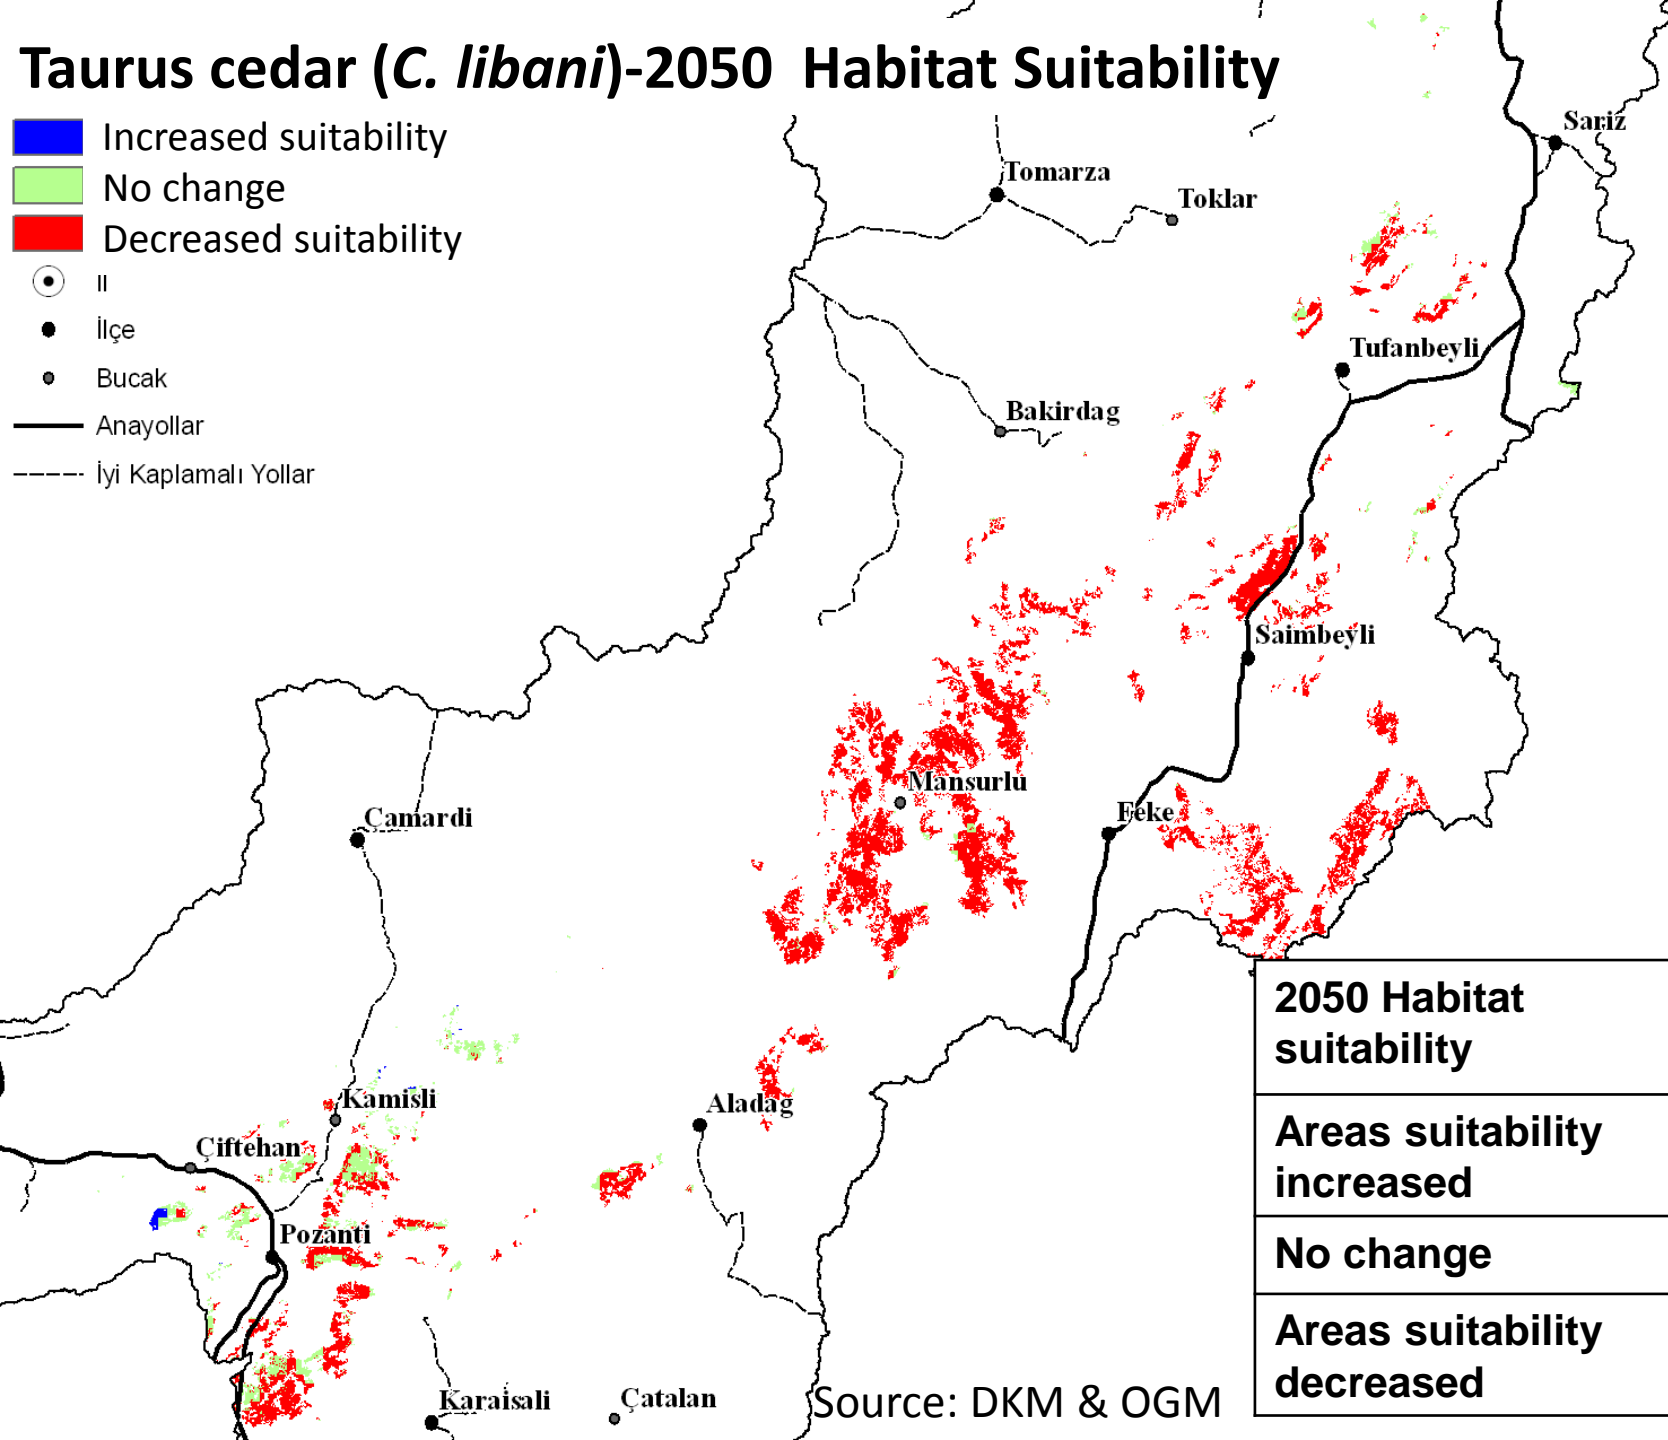 Taurus cedar (C. libani)-2050 Habitat Suitability
Increased suitability
No change
Decreased suitability
II
İlçe
Bucak
Anayollar
İyi Kaplamalı Yollar
Sariz
Tomarza
Toklar
Tufanbeyli
Bakirdag
Saimbeyli
Mansurlu
Feke
Çamardi
Kamisli
Aladag
Çiftehan
Pozanti
Karaisali
Çatalan
Source: DKM & OGM
2050 Habitat
suitability
Areas suitability
increased
No change
Areas suitability
decreased